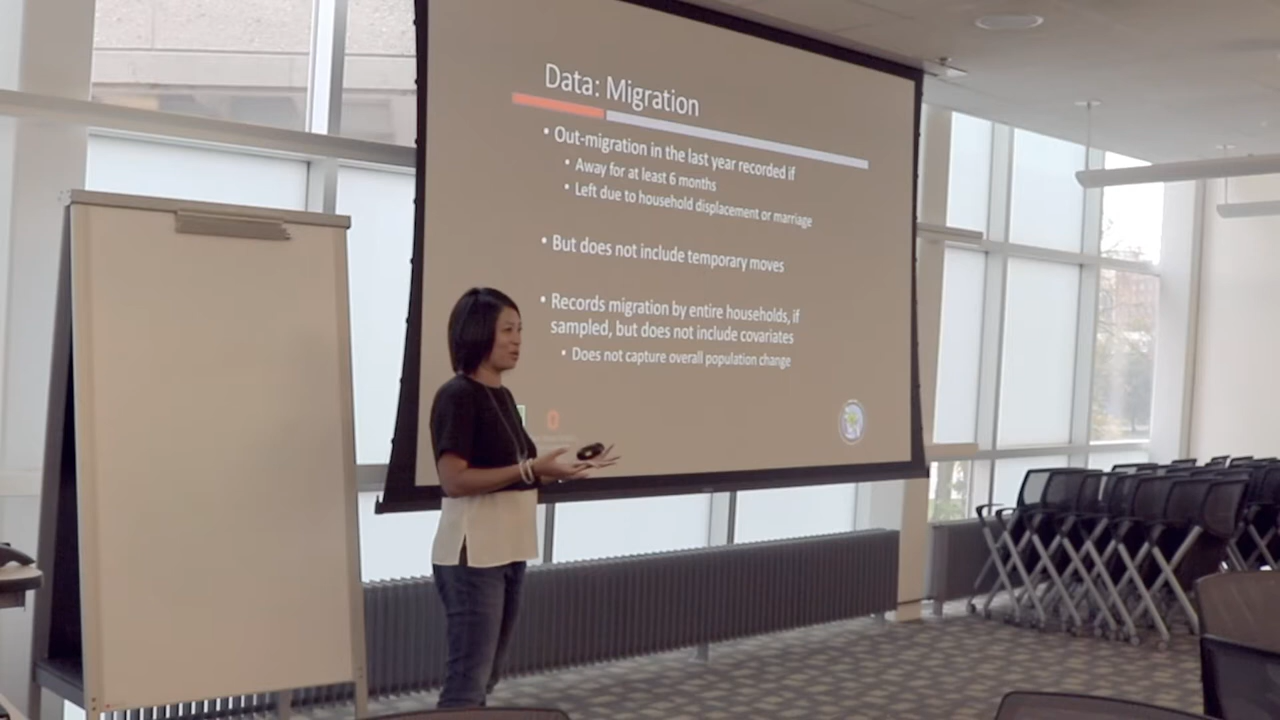 Data: Migration
• Out-migration in the last year recorded if
• Away for at least 6 months
• Left due to household displacement or marriage
• But does not include temporary moves
• Records migration by entire households, if
sampled, but does not include covariates
• Does not capture overall population change